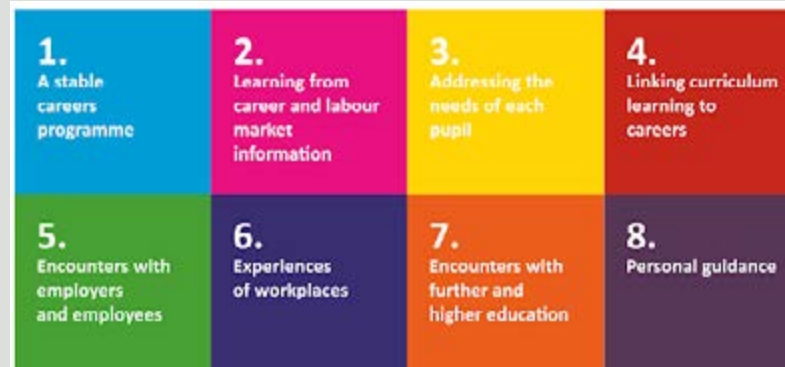 1.
A stable
careers
programme
2.
Learning from
career and labour
market
information
3.
Addressing the
needs of each
pupil
4.
Linking curriculum
learning to
careers
5.
Encounters with
employers
and employees
6.
Experiences
of workplaces
7.
Encounters with
further and
higher education
8.
Personal guidance